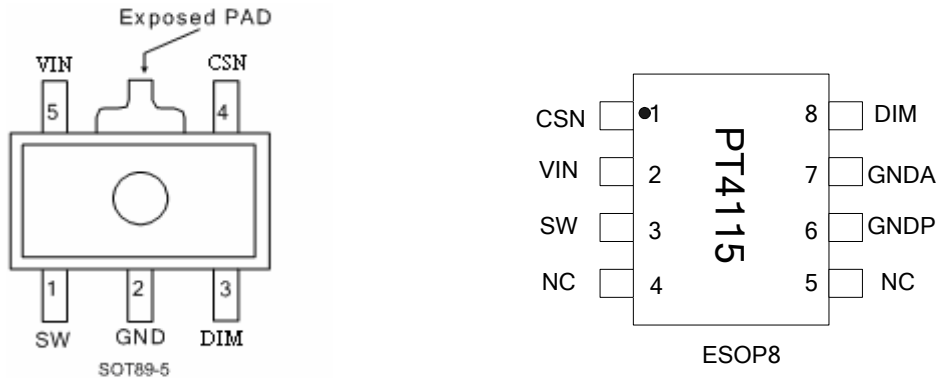 Exposed PAD
VIN
CSN
5
4
1
2
3
SW
GND
DIM
SOT89-5
CSN
1
8
DIM
VIN
2
7
GNDA
SW
3
6
GNDP
NC
4
5
NC
PT4115
ESOP8